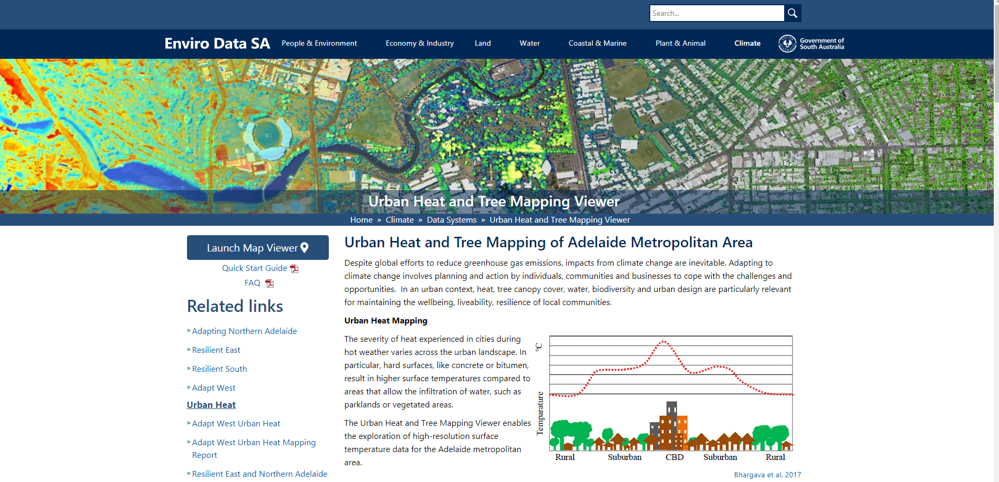 Search...
Enviro Data SA
People & Environment
Economy & Industry
Land
Water
Coastal & Marine
Plant & Animal
Climate
Government of
South Australia
Urban Heat and Tree Mapping Viewer
Home » Climate » Data Systems » Urban Heat and Tree Mapping Viewer
Launch Map Viewer
Quick Start Guide
FAQ
Related links
» Adapting Northern Adelaide
» Resilient East
» Resilient South
» Adapt West
Urban Heat
» Adapt West Urban Heat
» Adapt West Urban Heat Mapping
Report
» Resilient East and Northern Adelaide
Urban Heat and Tree Mapping of Adelaide Metropolitan Area
Despite global efforts to reduce greenhouse gas emissions, impacts from climate change are inevitable. Adapting to
climate change involves planning and action by individuals, communities and businesses to cope with the challenges and
opportunities.  In an urban context, heat, tree canopy cover, water, biodiversity and urban design are particularly relevant
for maintaining the wellbeing, liveability, resilience of local communities.
Urban Heat Mapping
The severity of heat experienced in cities during
hot weather varies across the urban landscape. In
particular, hard surfaces, like concrete or bitumen,
result in higher surface temperatures compared to
areas that allow the infiltration of water, such as
parklands or vegetated areas.
The Urban Heat and Tree Mapping Viewer enables
the exploration of high-resolution surface
temperature data for the Adelaide metropolitan
area.
°C
Temparature
Rural
Suburban
CBD
Suburban
Rural
Bhargava et al. 2017